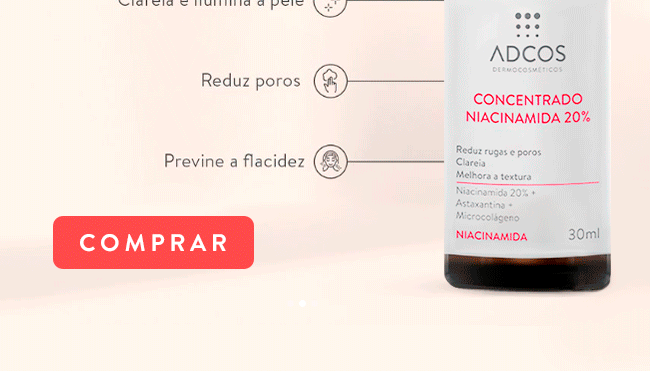 Clareia e ilumina a pele
Reduz poros
Previne a flacidez
COMPRAR
ADCOS
DERMOCOSMÉTICOS
CONCENTRADO
NIACINAMIDA 20%
Reduz rugas e poros
Clareia
Melhora a textura
Niacinamida 20% +
Astaxantina +
Microcolágeno
NIACINAMIDA
30ml